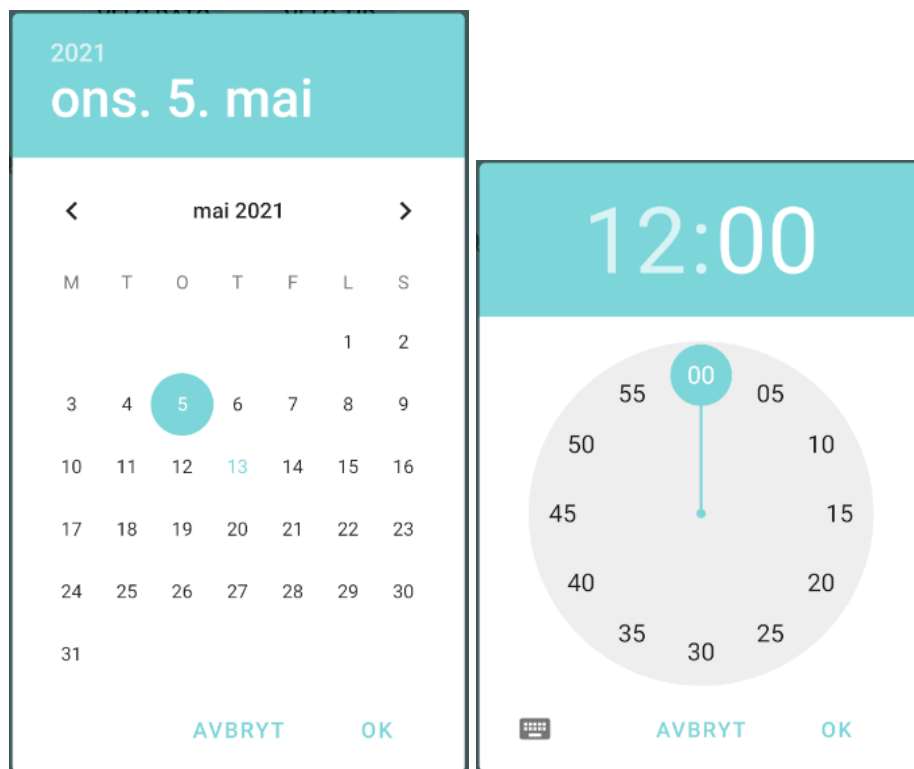 2021
ons. 5. mai
mai 2021
M T O T F L S
1 2
3 4 5 6 7 8 9
10 11 12 13 14 15 16
17 18 19 20 21 22 23
24 25 26 27 28 29 30
31
AVBRYT OK
12:00
00
55 05
50 10
45 15
40 20
35 25
30
AVBRYT OK